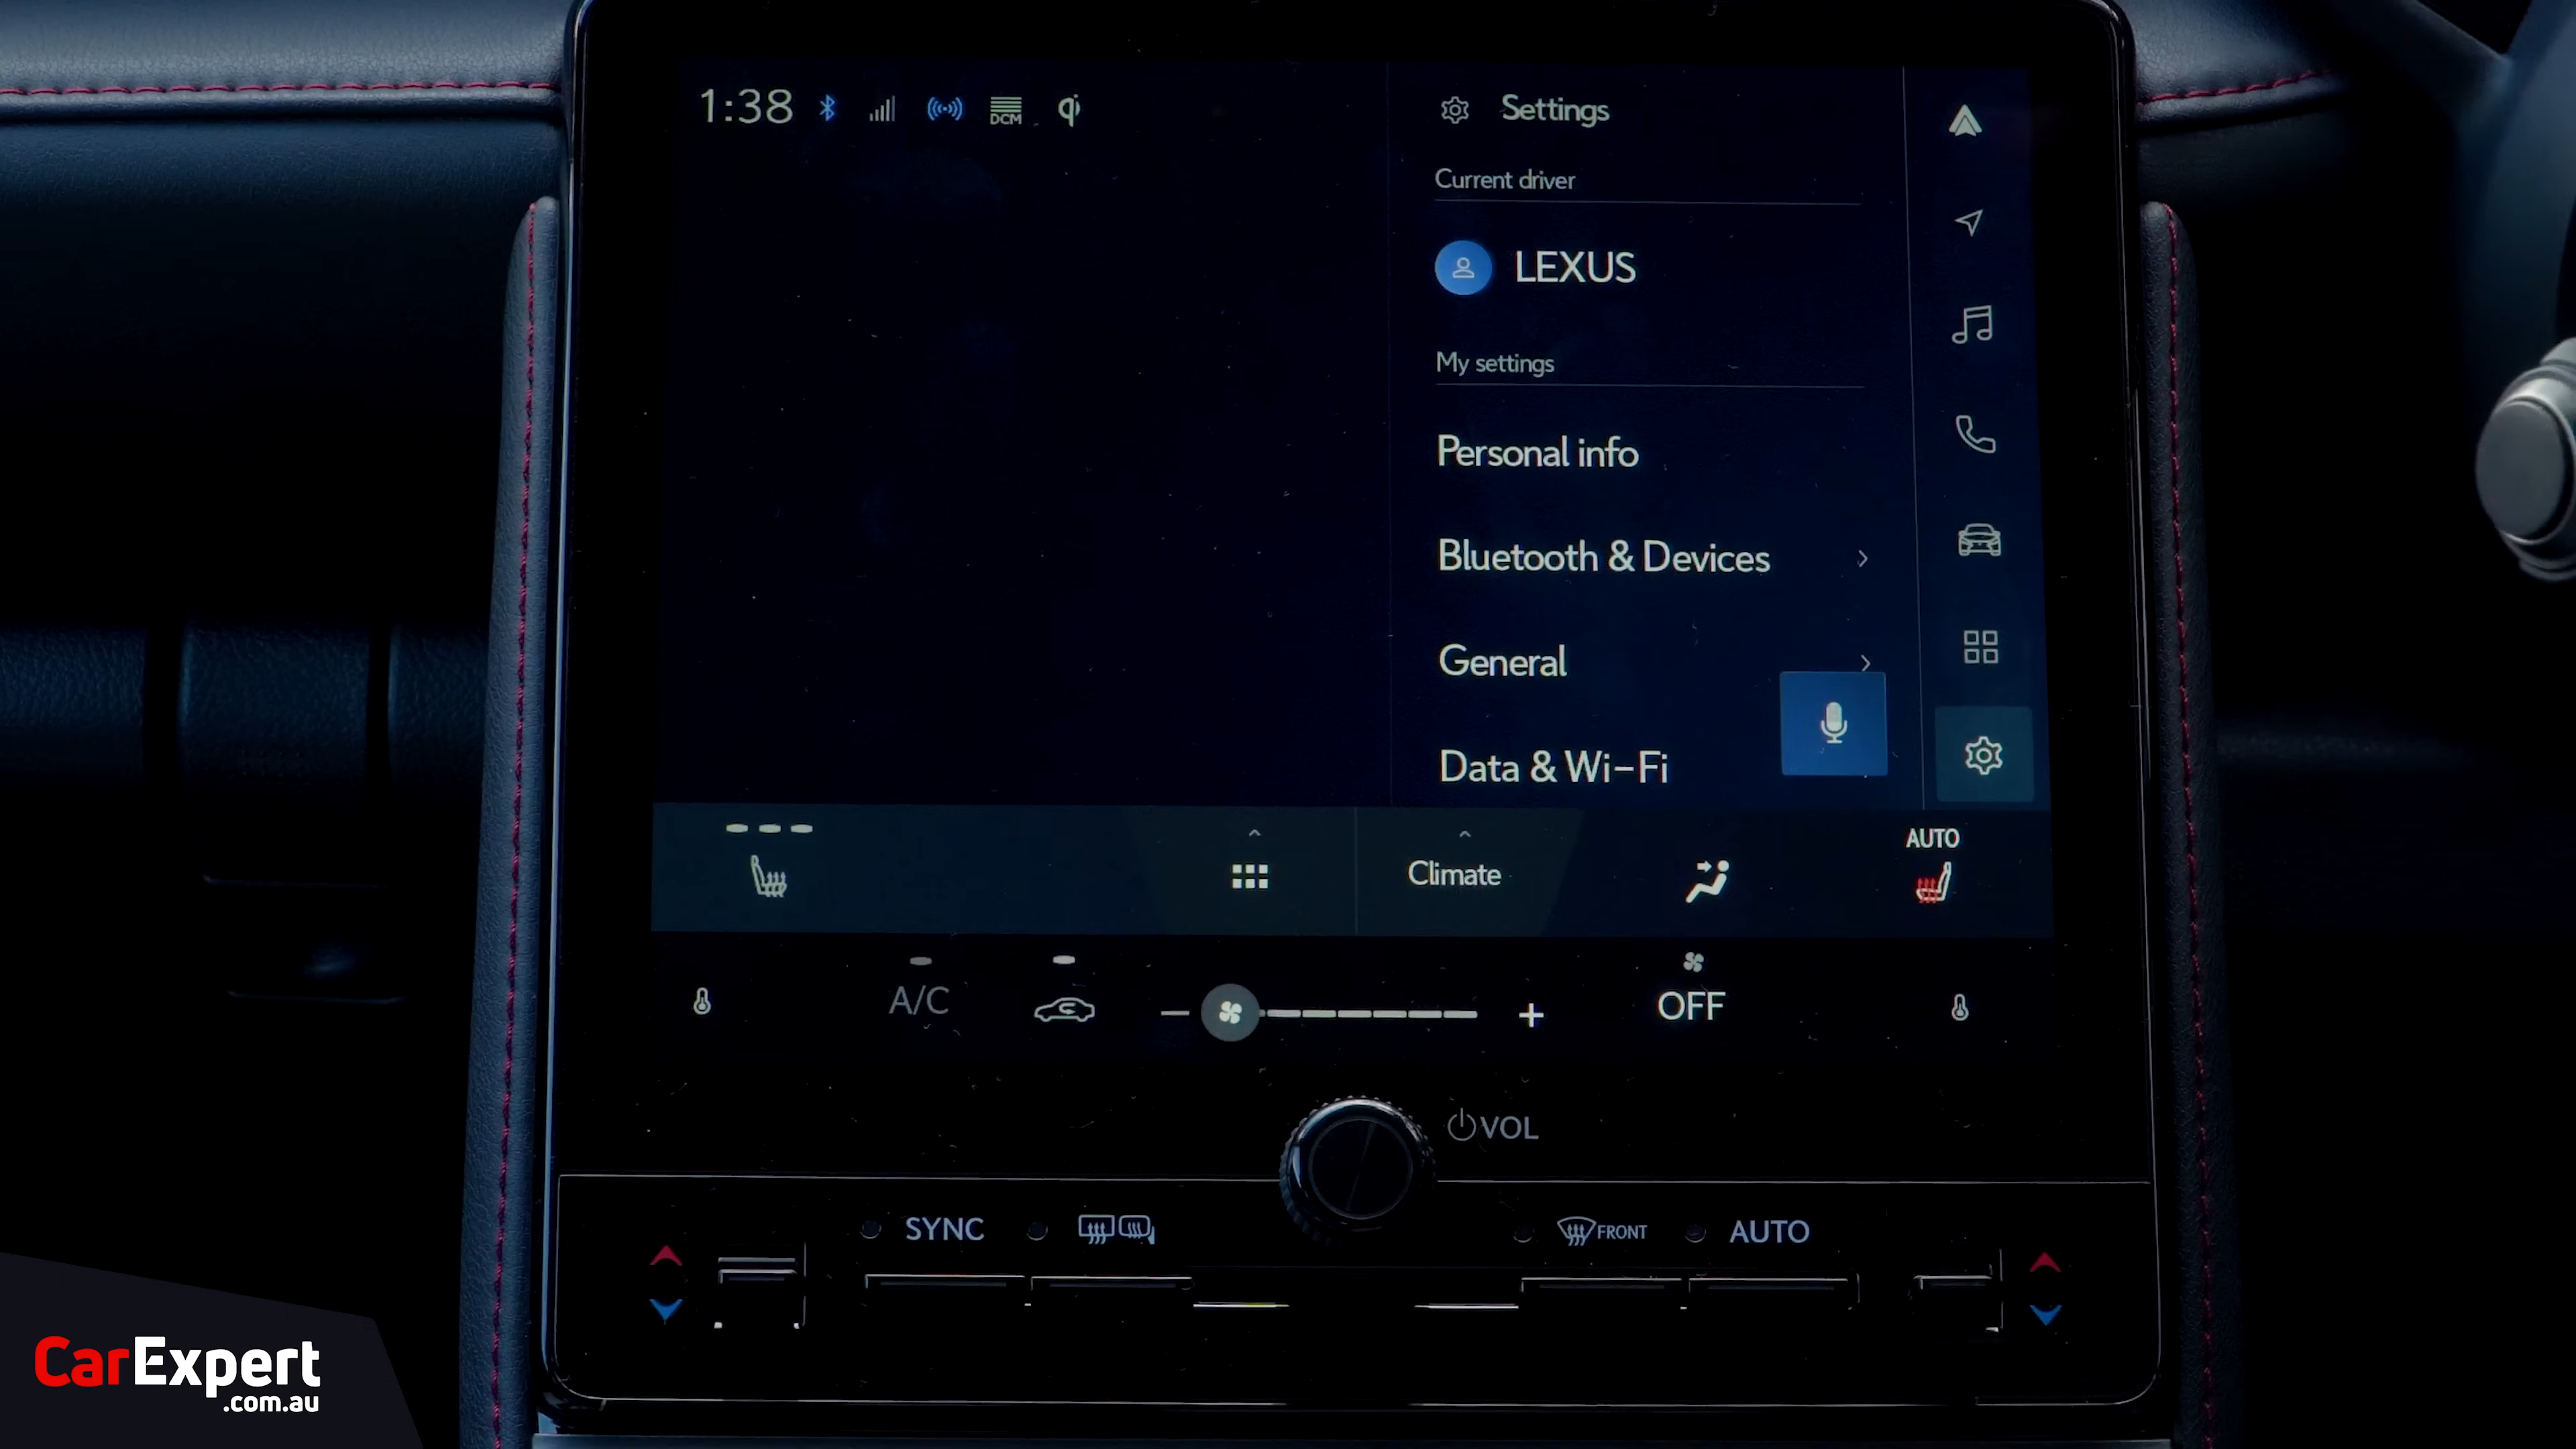 1:38
DCM
qi
Settings
Current driver
LEXUS
My settings
Personal info
Bluetooth & Devices
General
Data & Wi-Fi
Climate
AUTO
A/C
OFF
VOL
SYNC
FRONT
AUTO
CarExpert
.com.au